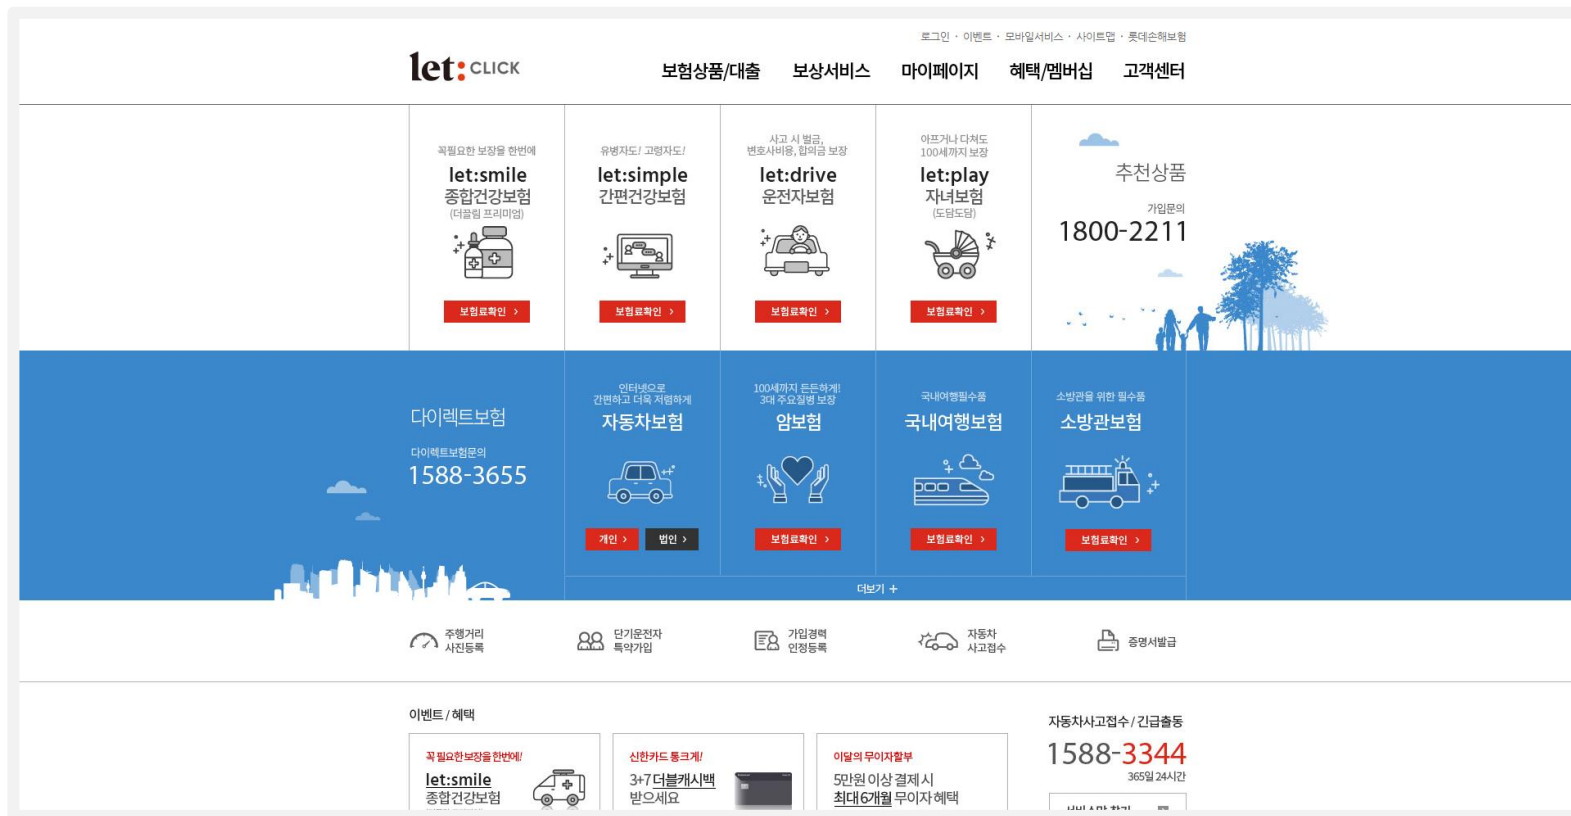 로그인 · 이벤트 · 모바일서비스 · 사이트맵 · 롯데손해보험
let:CLICK
보험상품/대출 보상서비스 마이페이지 혜택/멤버십 고객센터
꼭필요한 보장을 한번에
let:smile
종합건강보험
(더끌림 프리미엄)
보험료확인 >
유병자도! 고령자도!
let:simple
간편건강보험
보험료확인 >
사고 시 벌금,
변호사비용, 합의금 보장
let:drive
운전자보험
보험료확인 >
아프거나 다쳐도
100세까지 보장
let:play
자녀보험
(도담도담)
보험료확인 >
추천상품
가입문의
1800-2211
다이렉트보험
다이렉트보험문의
1588-3655
인터넷으로
간편하고 더욱 저렴하게
자동차보험
개인 >
법인 >
100세까지 든든하게!
3대 주요질병 보장
암보험
보험료확인 >
국내여행필수품
국내여행보험
보험료확인 >
소방관을 위한 필수품
소방관보험
보험료확인 >
더보기 +
주행거리
사진등록
단기운전자
특약가입
가입경력
인정등록
자동차
사고접수
증명서발급
이벤트 / 혜택
꼭 필요한 보장을 한번에!
let:smile
종합건강보험
신한카드 통크게!
3+7 더블캐시백
받으세요
이달의 무이자할부
5만원 이상 결제 시
최대 6개월 무이자 혜택
자동차사고접수 / 긴급출동
1588-3344
365일 24시간